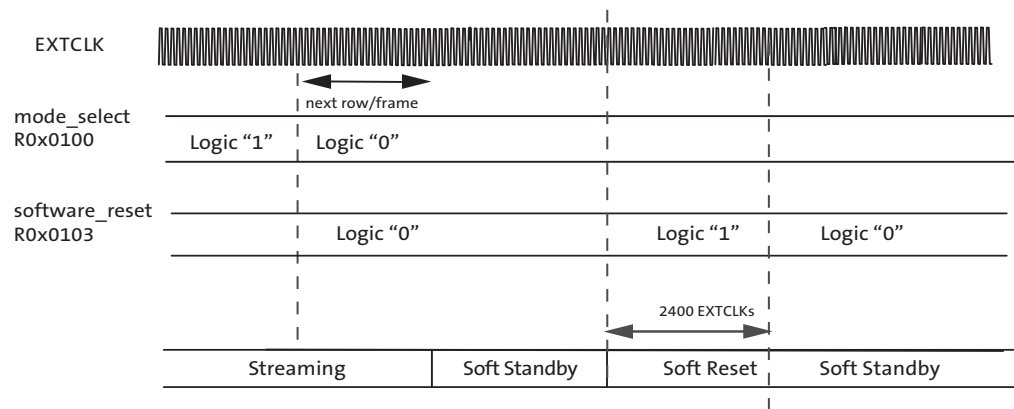 EXTCLK
next row/frame
mode_select
R0x0100
Logic “1” Logic “0”
software_reset
R0x0103
Logic “0” Logic “1” Logic “0”
2400 EXTCLKs
Streaming Soft Standby Soft Reset Soft Standby